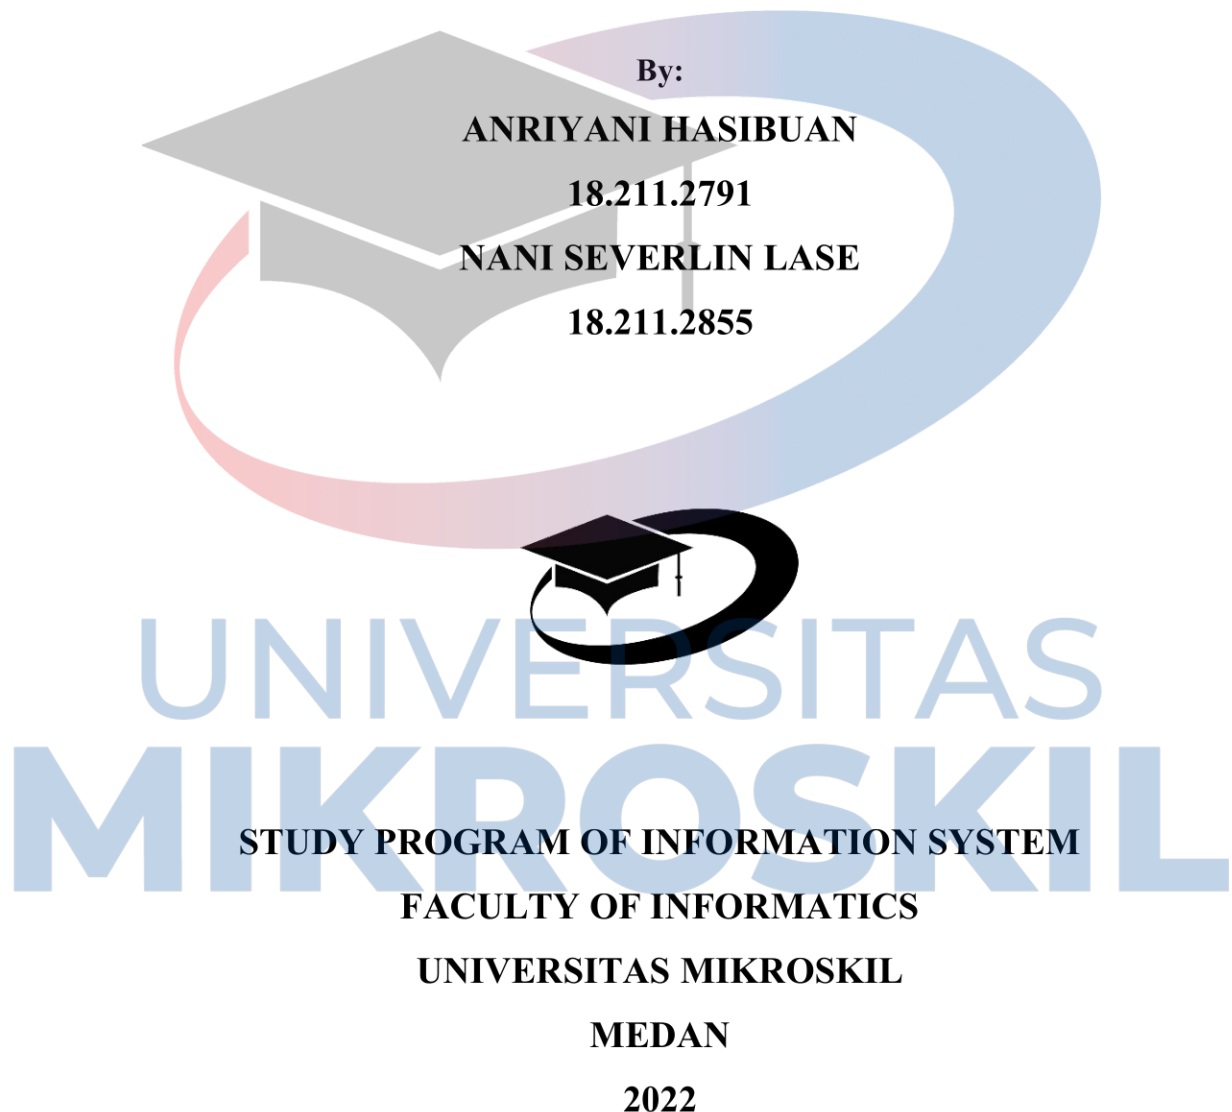 By:
ANRIYANI HASIBUAN
18.211.2791
NANI SEVERLIN LASE
18.211.2855
UNIVERSITAS
MIKROSKIL
STUDY PROGRAM OF INFORMATION SYSTEM
FACULTY OF INFORMATICS
UNIVERSITAS MIKROSKIL
MEDAN
2022